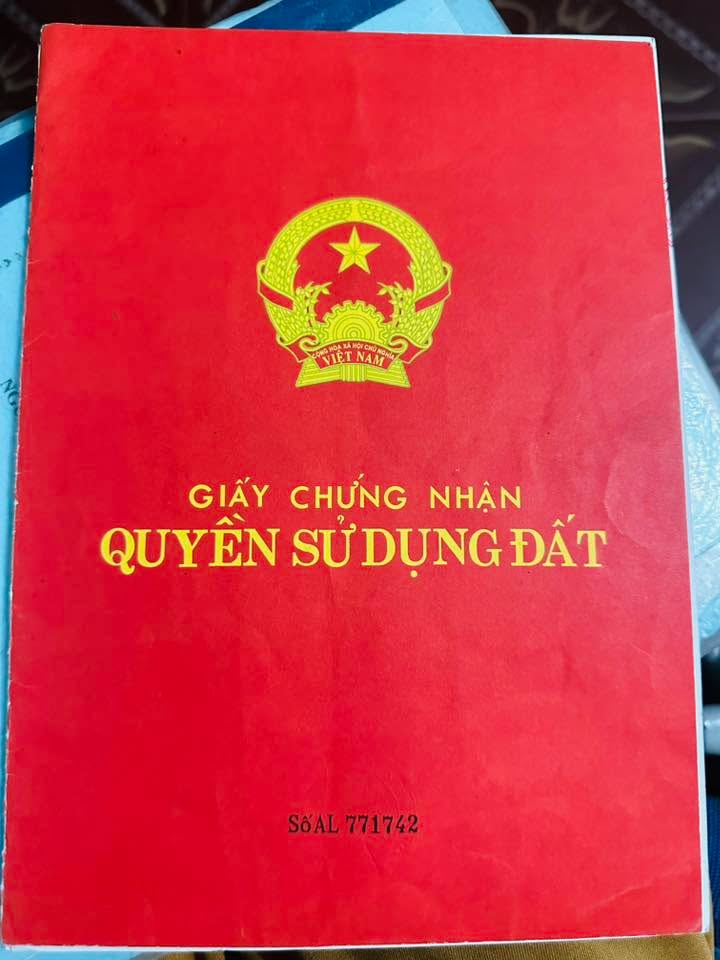 CỘNG HÒA XÃ HỘI CHỦ NGHĨA
VIỆT NAM
GIẤY CHỨNG NHẬN
QUYỀN SỬ DỤNG ĐẤT
Số AL 771742